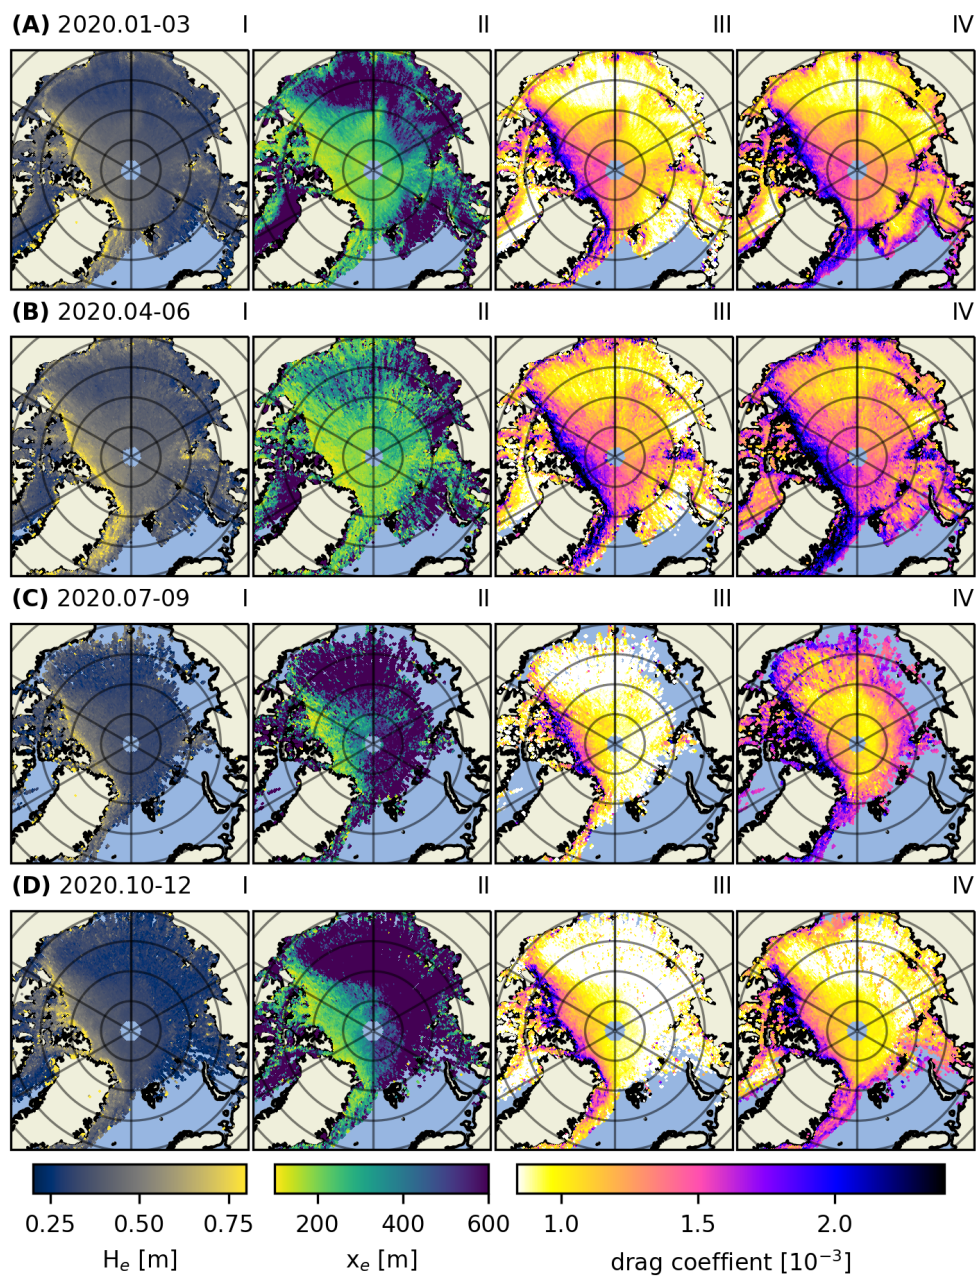 (A) 2020.01-03 I II III IV
(B) 2020.04-06 I II III IV
(C) 2020.07-09 I II III IV
(D) 2020.10-12 I II III IV
0.25 0.50 0.75 200 400 600 1.0 1.5 2.0
H_e [m] x_e [m] drag coeffient [10^{-3}]